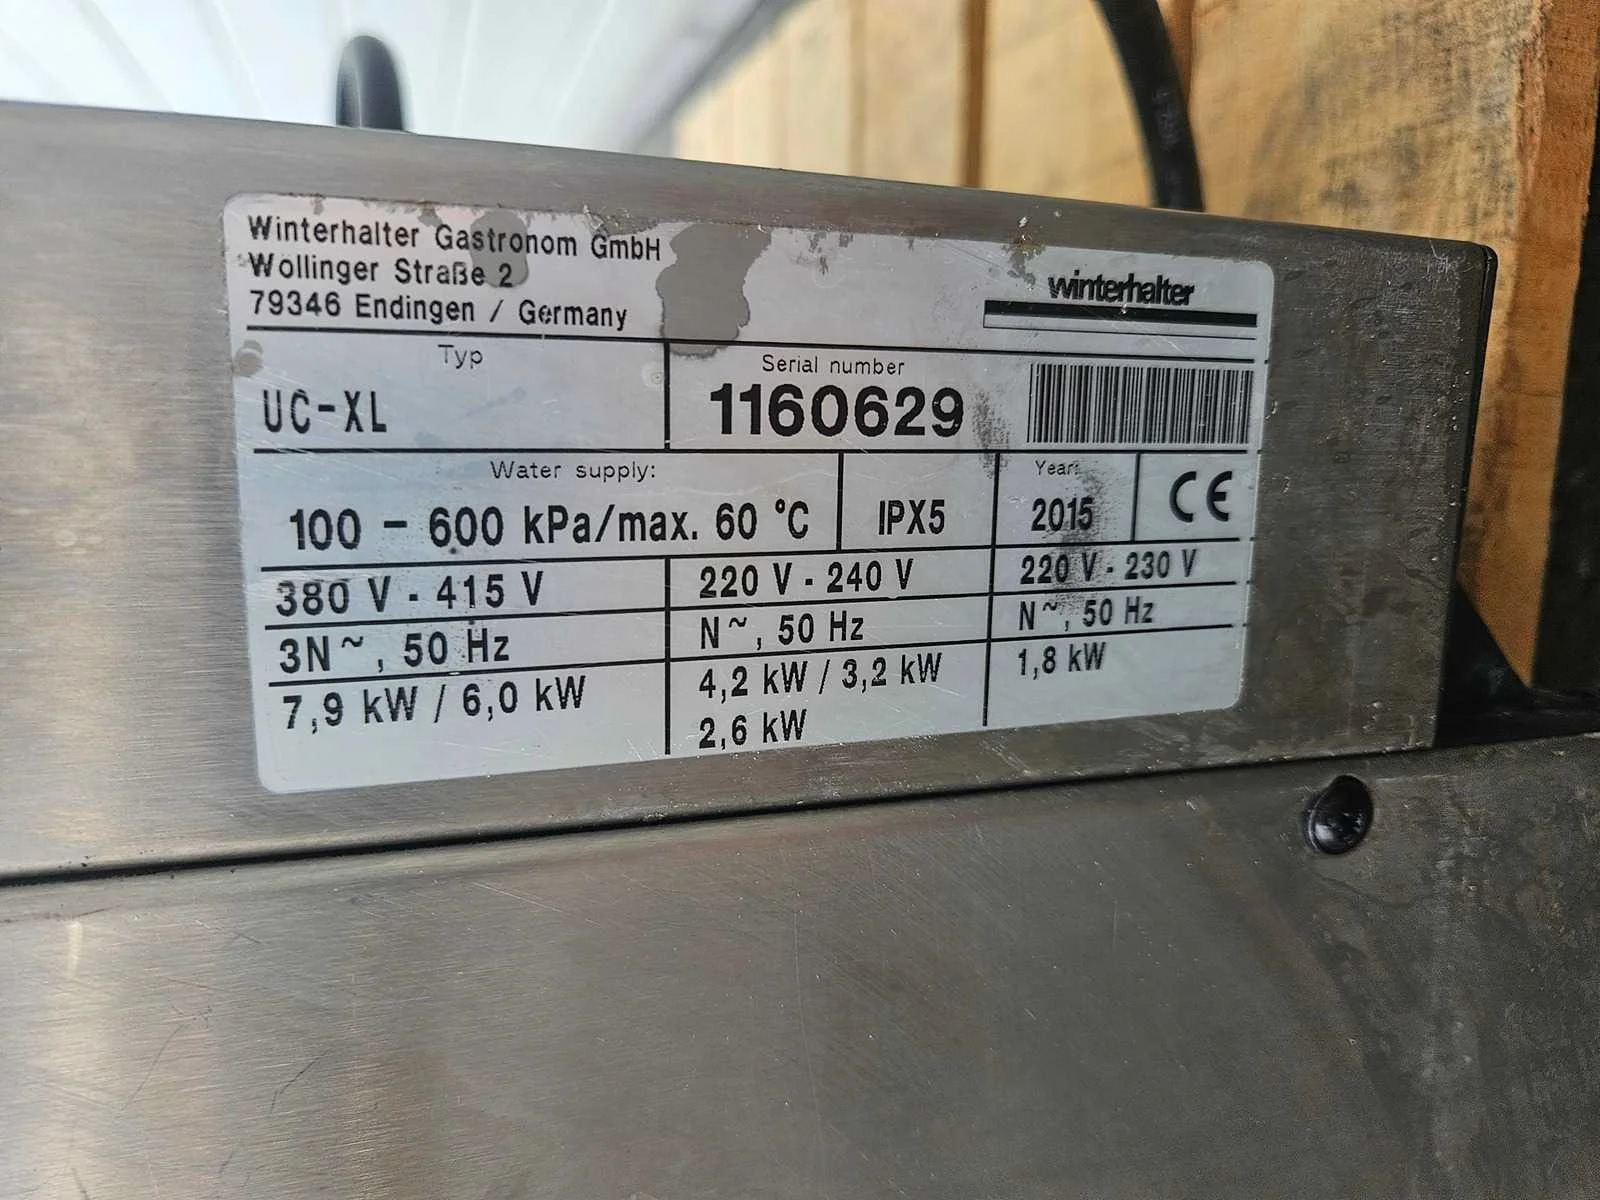 Winterhalter Gastronom GmbH
Wöllinger Straße 2
79346 Endingen / Germany
winterhalter
Typ
UC-XL
Serial number
1160629
Water supply:
100 - 600 kPa/max. 60 °C
IPX5
Year:
2015
CE
380 V - 415 V
3N~, 50 Hz
7,9 kW / 6,0 kW
220 V - 240 V
N~, 50 Hz
4,2 kW / 3,2 kW
2,6 kW
220 V - 230 V
N~, 50 Hz
1,8 kW